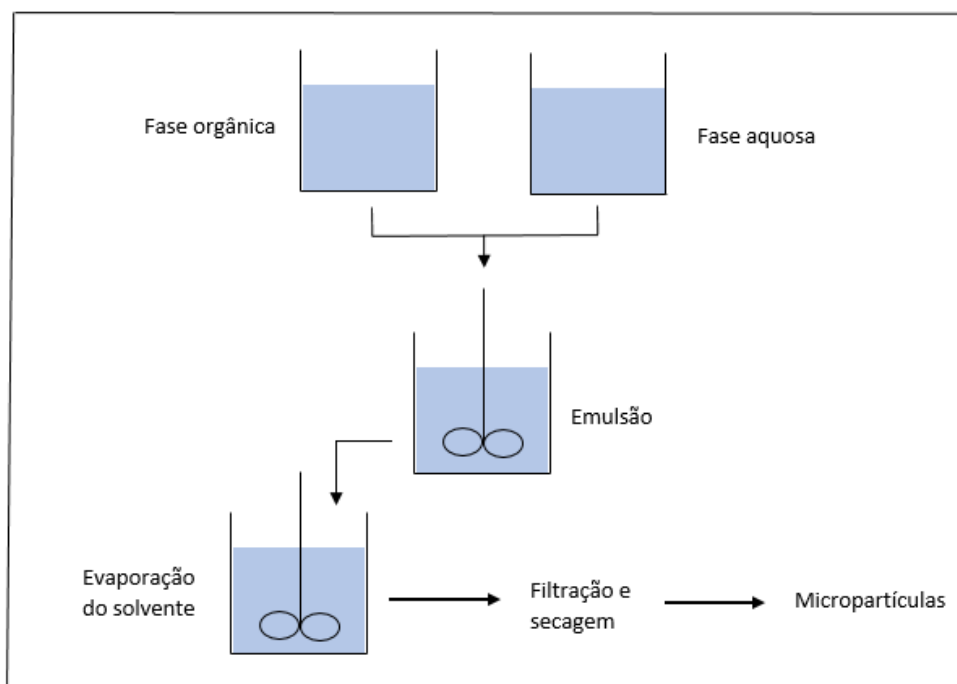 Fase orgânica
Fase aquosa
Emulsão
Evaporação
do solvente
Filtração e
secagem
Micropartículas